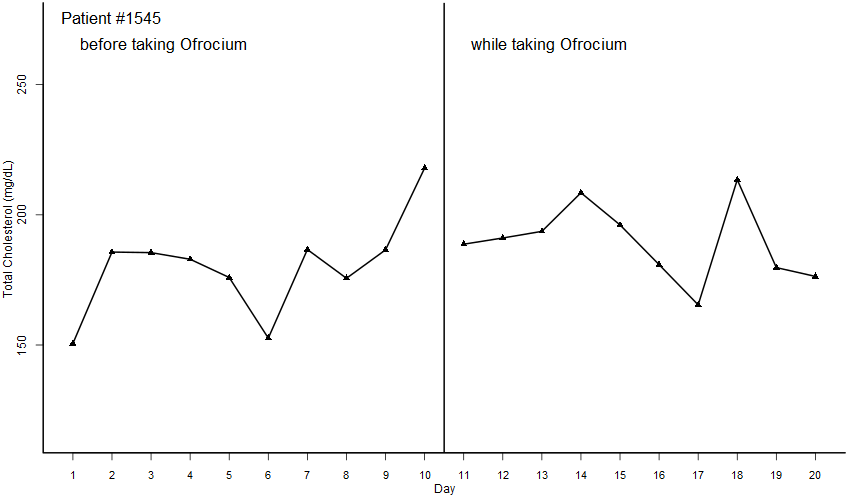 Patient #1545
before taking Ofrocium
while taking Ofrocium
250
200
150
Total Cholesterol (mg/dL)
1 2 3 4 5 6 7 8 9 10 11 12 13 14 15 16 17 18 19 20
Day